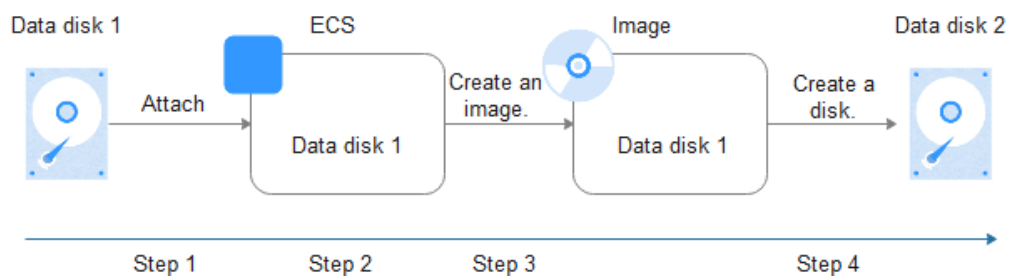 Data disk 1
ECS
Image
Data disk 2
Attach
Create an
image.
Create a
disk.
Data disk 1
Data disk 1
Step 1
Step 2
Step 3
Step 4